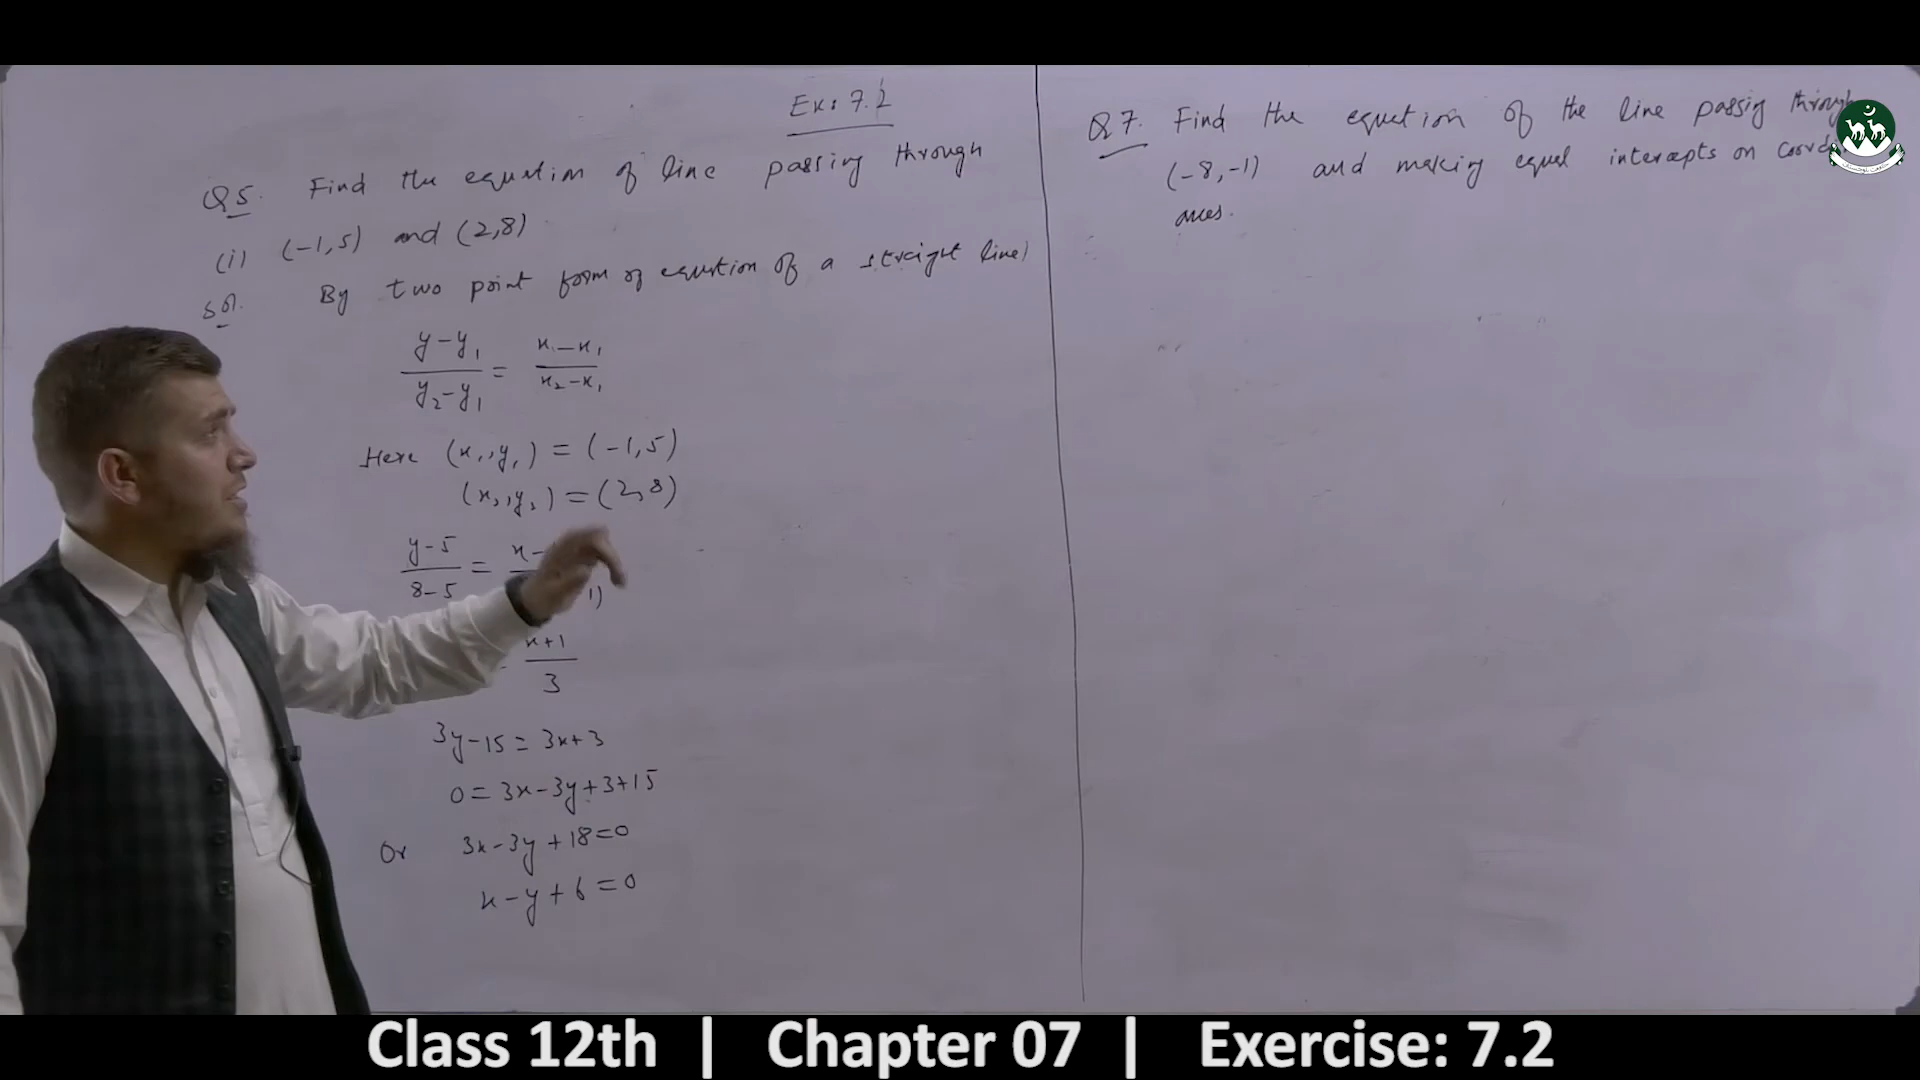 Ex: 7.2
Q5. Find the equation of line passing through
(i) (-1,5) and (2,8)
Sol. By two point form of equation of a straight line)
y-y₁/y₂-y₁ = x-x₁/x₂-x₁
Here (x₁,y₁) = (-1,5)
(x₂,y₂) = (2,8)
y-5/8-5 =
x+1/3
3y-15 = 3x+3
0 = 3x-3y+3+15
Or 3x-3y+18=0
x-y+6=0
Q7. Find the equation of the line passing through
(-8,-1) and making equal intercepts on
axes.
Class 12th | Chapter 07 | Exercise: 7.2